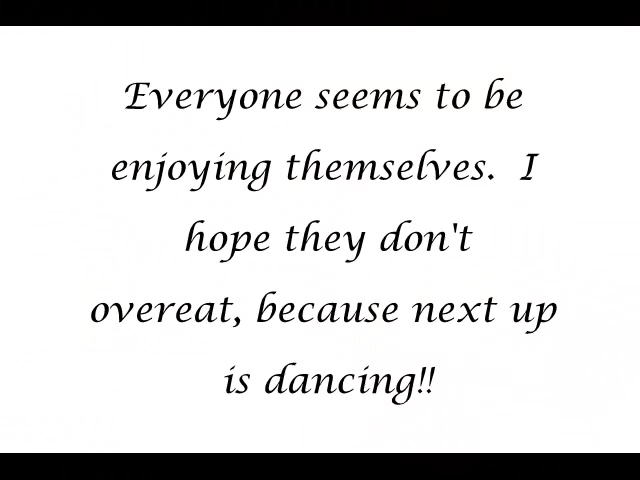 Everyone seems to be
enjoying themselves.  I
hope they don't
overeat, because next up
is dancing!!